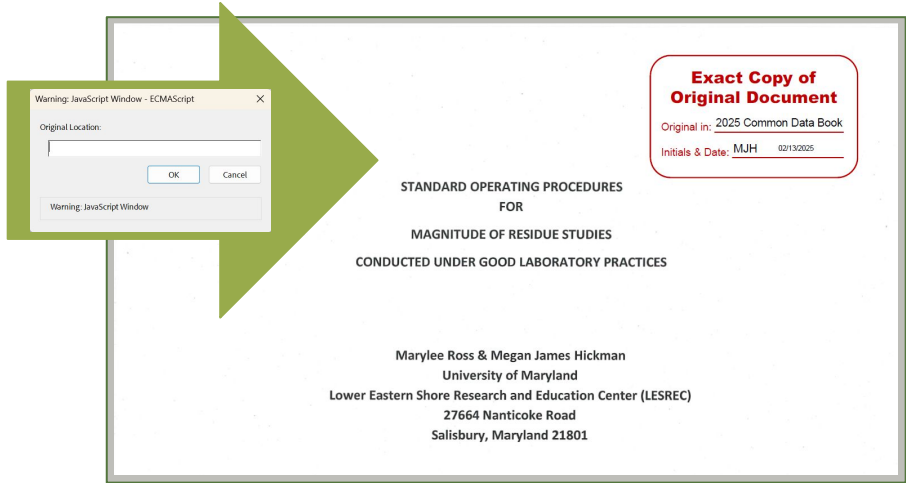 Warning: JavaScript Window - ECMAScript
Original Location:
OK Cancel
Warning: JavaScript Window
Exact Copy of
Original Document
Original in: 2025 Common Data Book
Initials & Date: MJH 02/13/2025
STANDARD OPERATING PROCEDURES
FOR
MAGNITUDE OF RESIDUE STUDIES
CONDUCTED UNDER GOOD LABORATORY PRACTICES
Marylee Ross & Megan James Hickman
University of Maryland
Lower Eastern Shore Research and Education Center (LESREC)
27664 Nanticoke Road
Salisbury, Maryland 21801